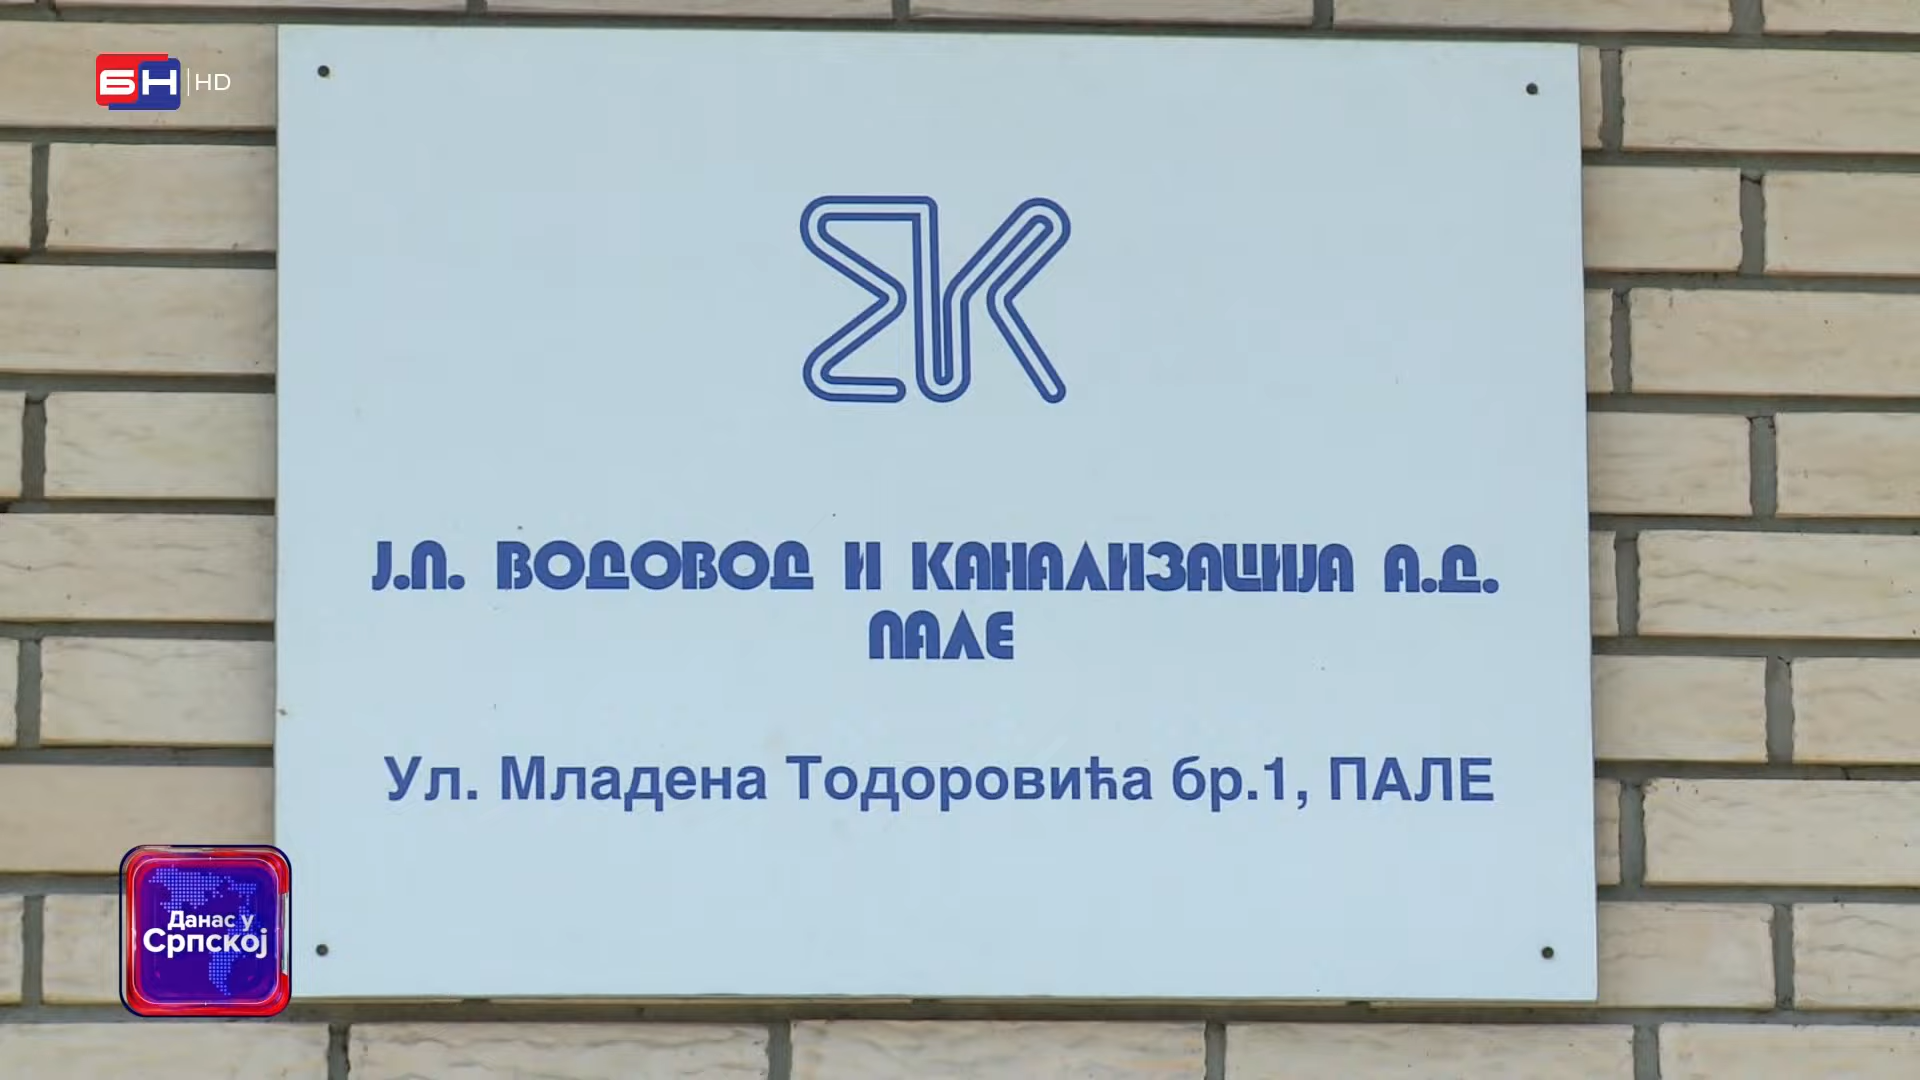 БН HD
Ј.П. ВОДОВОД И КАНАЛИЗАЦИЈА А.Д.
ПАЛЕ
Ул. Младена Тодоровића бр.1, ПАЛЕ
Данас у
Српској